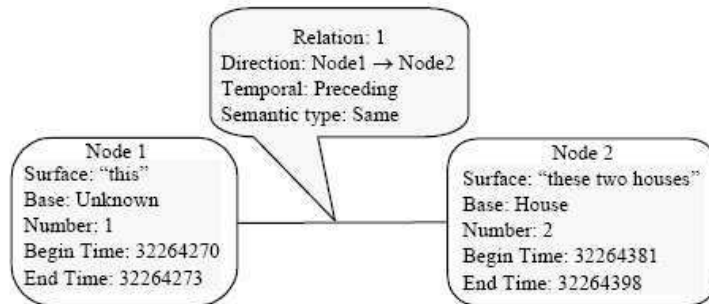 Relation: 1
Direction: Node1 → Node2
Temporal: Preceding
Semantic type: Same
Node 1
Surface: “this”
Base: Unknown
Number: 1
Begin Time: 32264270
End Time: 32264273
Node 2
Surface: “these two houses”
Base: House
Number: 2
Begin Time: 32264381
End Time: 32264398